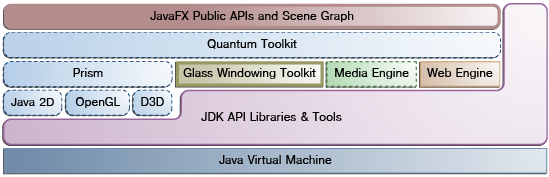 JavaFX Public APIs and Scene Graph
Quantum Toolkit
Prism
Glass Windowing Toolkit
Media Engine
Web Engine
Java 2D
OpenGL
D3D
JDK API Libraries & Tools
Java Virtual Machine